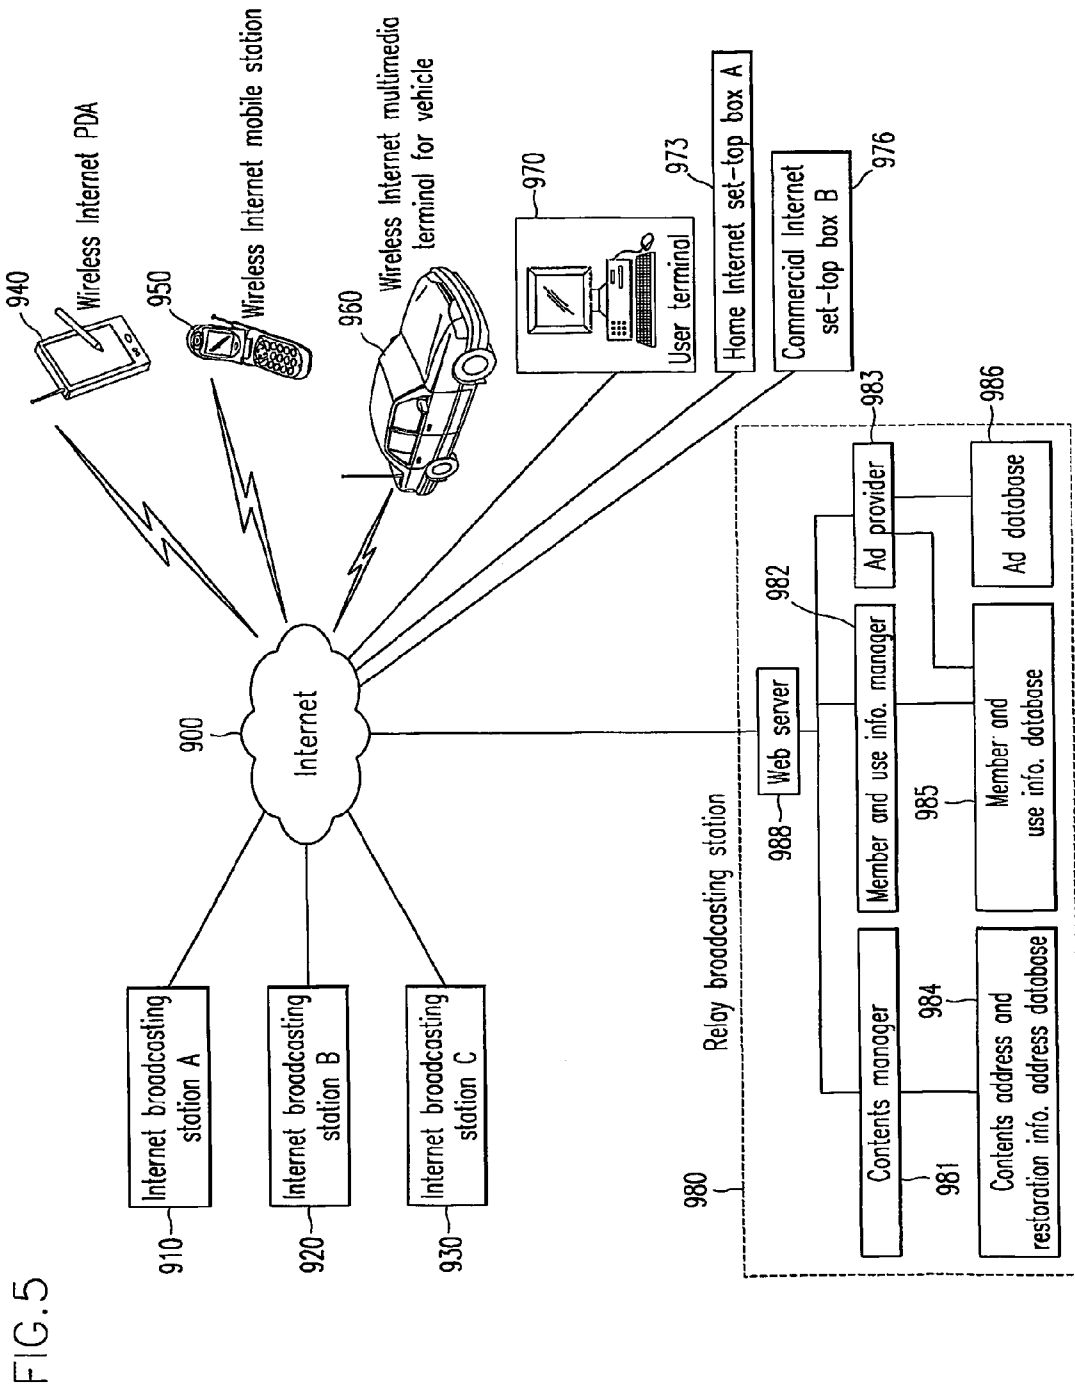 FIG.5
940
Wireless Internet PDA
950
Wireless Internet mobile station
960
Wireless Internet multimedia
terminal for vehicle
900
Internet
910
Internet broadcasting
station A
920
Internet broadcasting
station B
930
Internet broadcasting
station C
970
User terminal
973
Home Internet set-top box A
Commercial Internet
set-top box B
976
Relay broadcasting station
980
988
Web server
982
983
Contents manager
981
Member and use info. manager
Ad provider
984
985
986
Contents address and
restoration info. address database
Member and
use info. database
Ad database